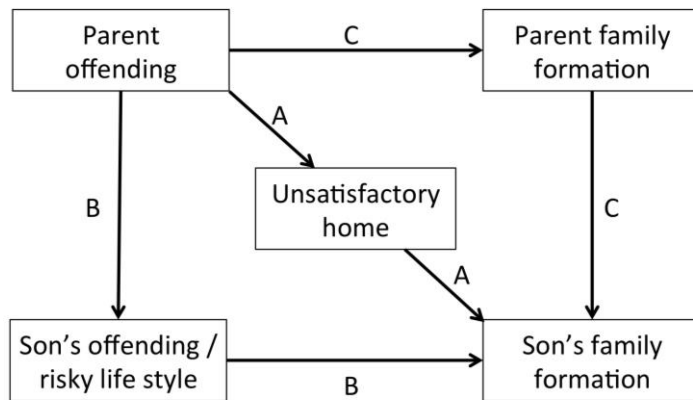 Parent
offending
C
Parent family
formation
A
B
Unsatisfactory
home
C
A
Son's offending /
risky life style
B
Son's family
formation